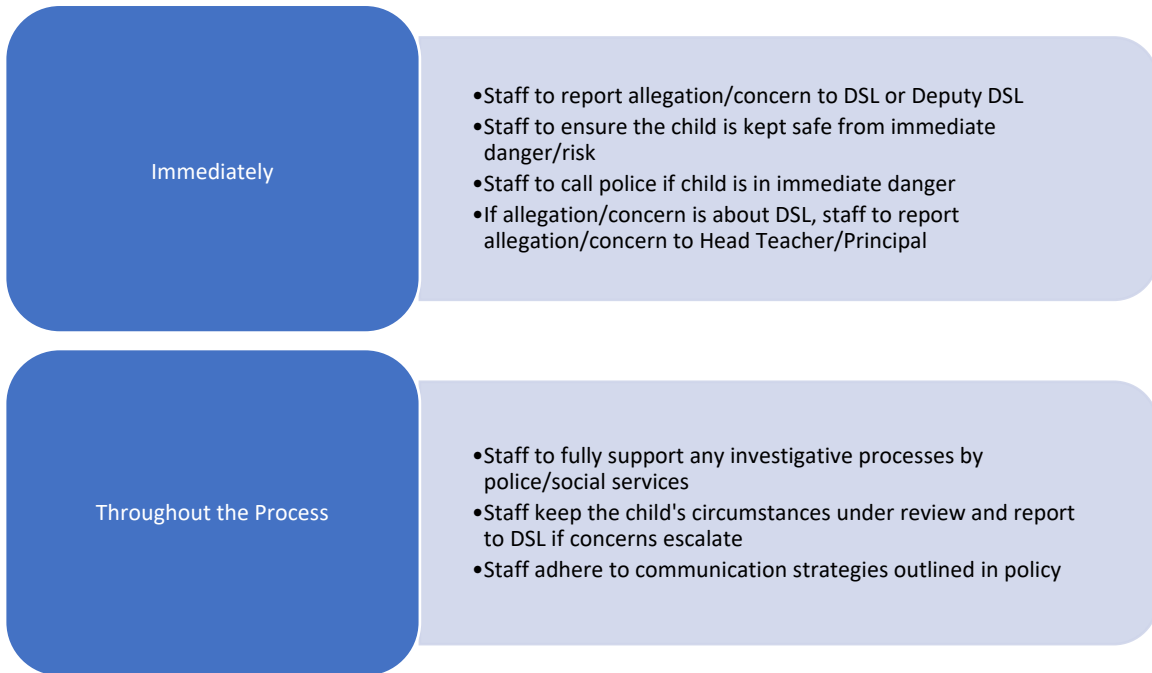 Immediately
•Staff to report allegation/concern to DSL or Deputy DSL
•Staff to ensure the child is kept safe from immediate
danger/risk
•Staff to call police if child is in immediate danger
•If allegation/concern is about DSL, staff to report
allegation/concern to Head Teacher/Principal
Throughout the Process
•Staff to fully support any investigative processes by
police/social services
•Staff keep the child's circumstances under review and report
to DSL if concerns escalate
•Staff adhere to communication strategies outlined in policy